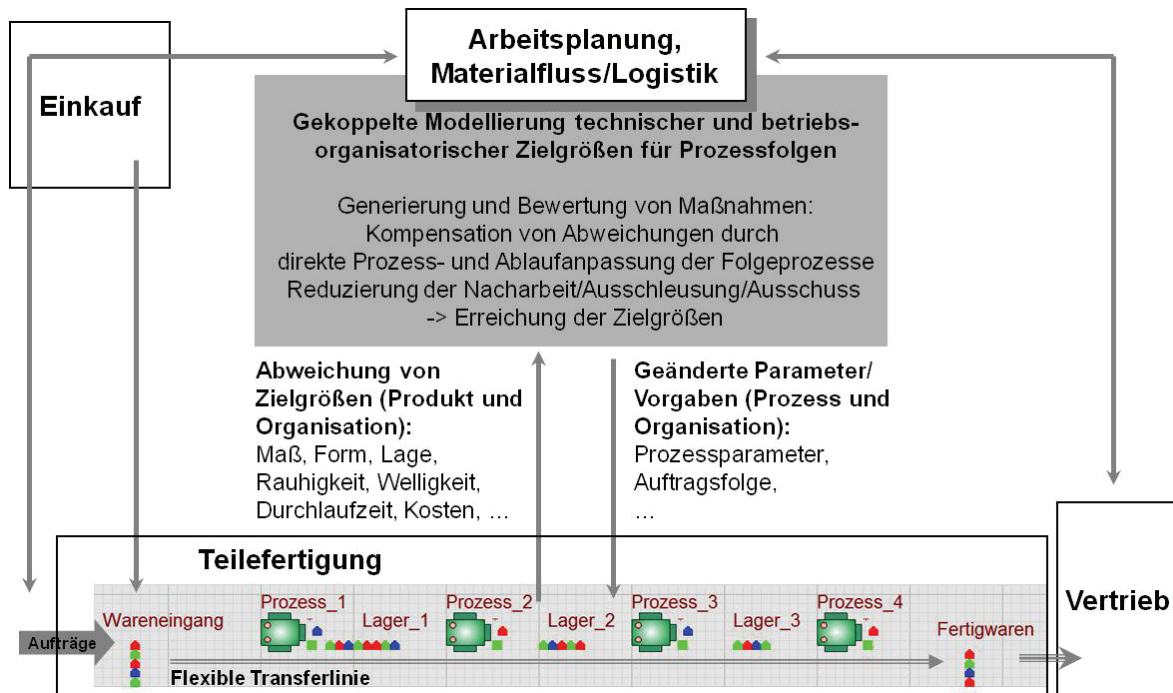 Arbeitsplanung,
Materialfluss/Logistik
Einkauf
Gekoppelte Modellierung technischer und betriebs-
organisatorischer Zielgrößen für Prozessfolgen
Generierung und Bewertung von Maßnahmen:
Kompensation von Abweichungen durch
direkte Prozess- und Ablaufanpassung der Folgeprozesse
Reduzierung der Nacharbeit/Ausschleusung/Ausschuss
-> Erreichung der Zielgrößen
Abweichung von
Zielgrößen (Produkt und
Organisation):
Maß, Form, Lage,
Rauhigkeit, Welligkeit,
Durchlaufzeit, Kosten, …
Geänderte Parameter/
Vorgaben (Prozess und
Organisation):
Prozessparameter,
Auftragsfolge,
…
Teilefertigung
Vertrieb
Aufträge
Wareneingang
Prozess_1
Lager_1
Prozess_2
Lager_2
Prozess_3
Lager_3
Prozess_4
Fertigwaren
Flexible Transferlinie